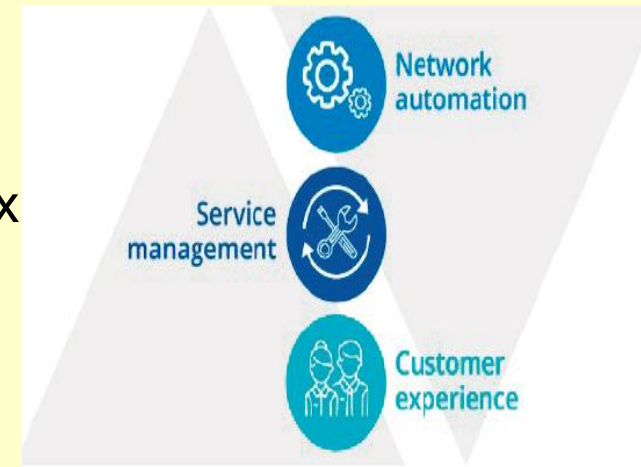 Network
automation
x
Service
management
Customer
experience